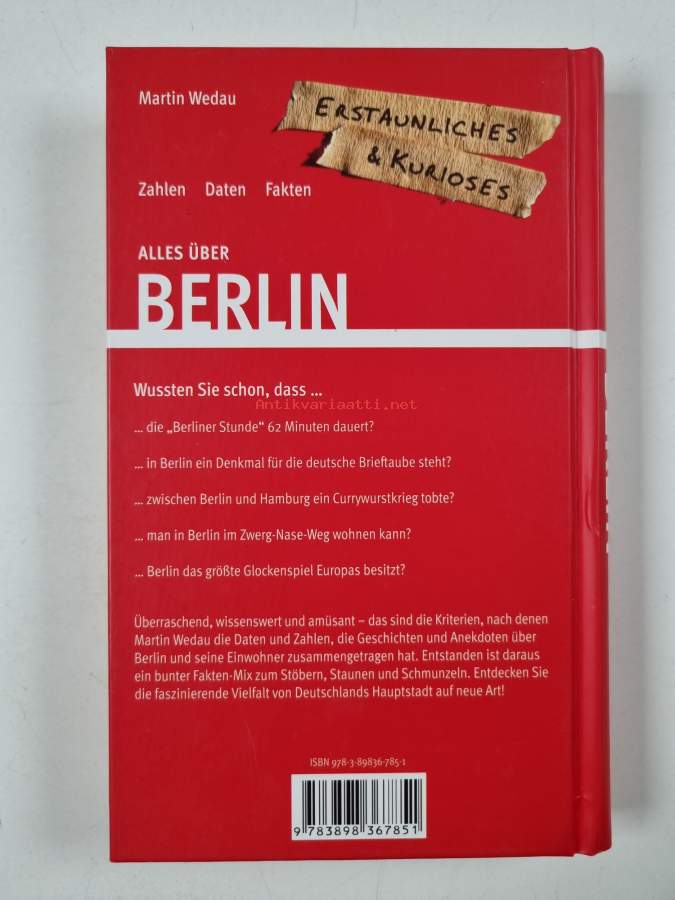 Martin Wedau
ERSTAUNLICHES
& KURIOSES
Zahlen Daten Fakten
ALLES ÜBER
BERLIN
Wussten Sie schon, dass ...
Antikvariaatti.net
... die „Berliner Stunde“ 62 Minuten dauert?
... in Berlin ein Denkmal für die deutsche Brieftaube steht?
... zwischen Berlin und Hamburg ein Currywurstkrieg tobte?
... man in Berlin im Zwerg-Nase-Weg wohnen kann?
... Berlin das größte Glockenspiel Europas besitzt?
Überraschend, wissenswert und amüsant – das sind die Kriterien, nach denen
Martin Wedau die Daten und Zahlen, die Geschichten und Anekdoten über
Berlin und seine Einwohner zusammengetragen hat. Entstanden ist daraus
ein bunter Fakten-Mix zum Stöbern, Staunen und Schmunzeln. Entdecken Sie
die faszinierende Vielfalt von Deutschlands Hauptstadt auf neue Art!
ISBN 978-3-89836-785-1
9 783898 367851